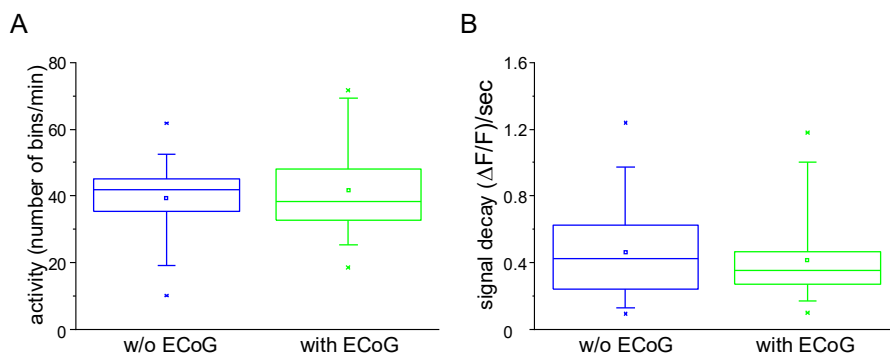 A
activity (number of bins/min)
80
60
40
20
0
w/o ECoG
with ECoG
B
signal decay (ΔF/F)/sec
1.6
1.2
0.8
0.4
0
w/o ECoG
with ECoG